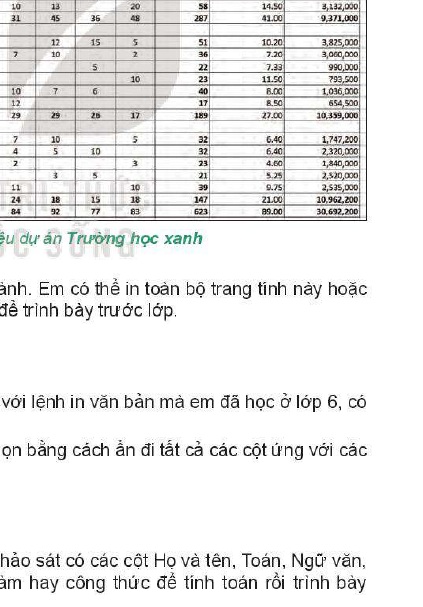 10 13 20 58 14.50 3,132,000
31 45 36 48 287 41.00 9,371,000
12 15 5 51 10.20 3,825,000
7 10 2 36 7.20 3,060,000
5 22 7.33 990,000
10 23 11.50 793,500
10 7 6 40 8.00 1,036,000
12 17 8.50 654,500
29 29 26 17 189 27.00 10,359,000
7 10 5 32 6.40 1,747,200
4 5 10 32 6.40 2,320,000
2 3 23 4.60 1,840,000
3 5 21 5.25 2,520,000
11 10 39 9.75 2,535,000
24 18 15 18 147 21.00 10,962,200
84 92 77 83 623 89.00 30,692,200
ệu dự án Trường học xanh
ảnh. Em có thể in toàn bộ trang tính này hoặc
để trình bày trước lớp.
với lệnh in văn bản mà em đã học ở lớp 6, có
ọn bằng cách ẩn đi tất cả các cột ứng với các
hảo sát có các cột Họ và tên, Toán, Ngữ văn,
àm hay công thức để tính toán rồi trình bày